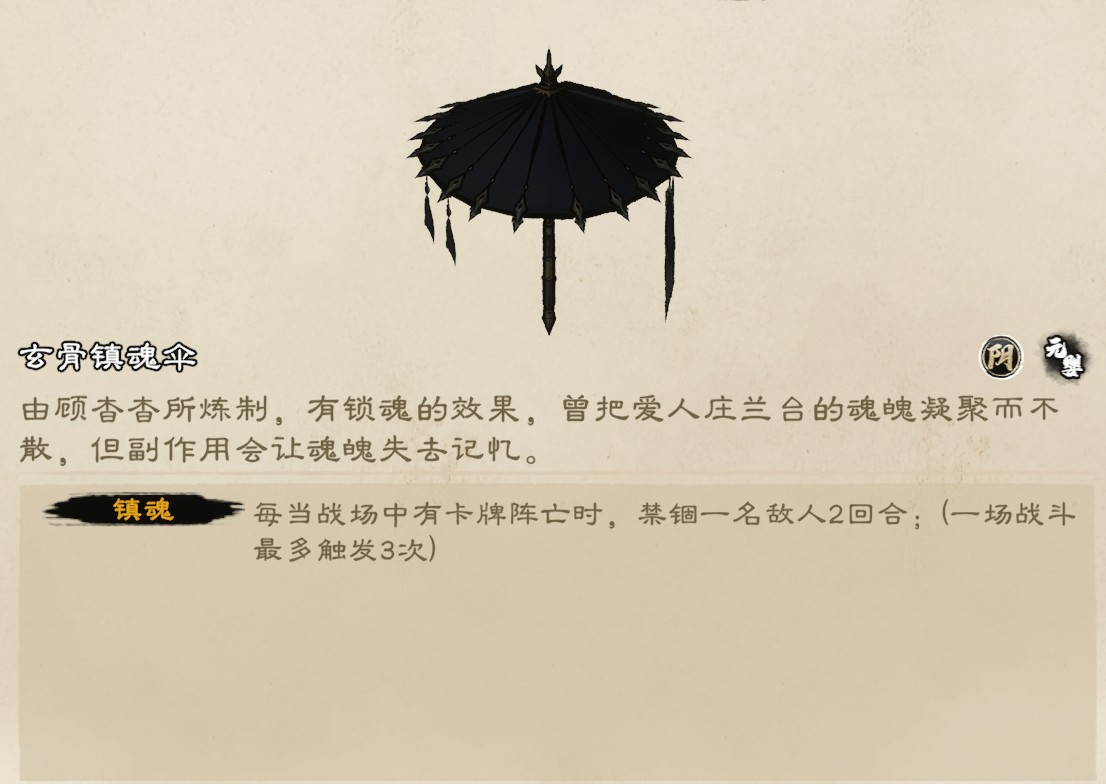 玄骨镇魂伞
阴
元婴
由顾杳杳所炼制，有锁魂的效果，曾把爱人庄兰台的魂魄凝聚而不
散，但副作用会让魂魄失去记忆。
镇魂
每当战场中有卡牌阵亡时，禁锢一名敌人2回合；(一场战斗
最多触发3次)